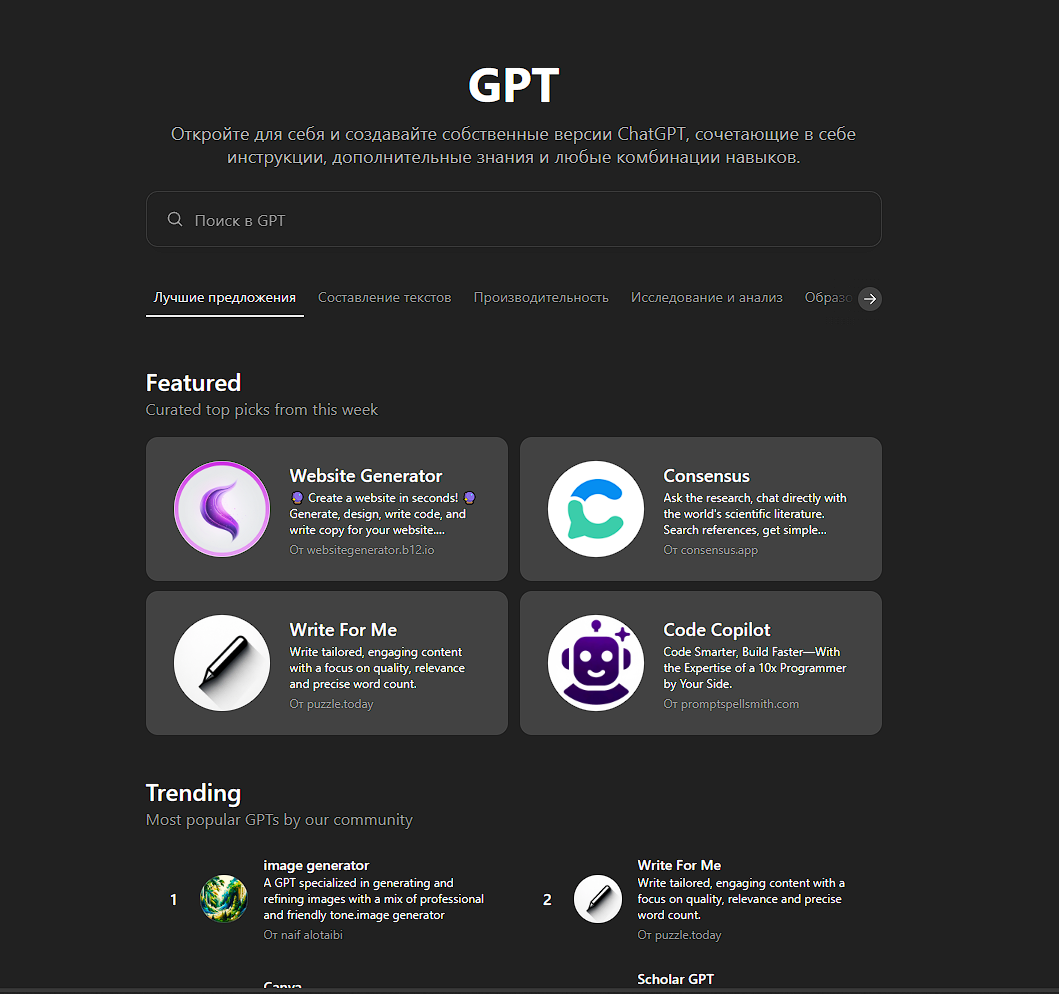 GPT
Откройте для себя и создавайте собственные версии ChatGPT, сочетающие в себе
инструкции, дополнительные знания и любые комбинации навыков.
Поиск в GPT
Лучшие предложения
Составление текстов
Производительность
Исследование и анализ
Featured
Curated top picks from this week
Website Generator
🔮 Create a website in seconds! 🔮
Generate, design, write code, and
write copy for your website....
От websitegenerator.b12.io
Consensus
Ask the research, chat directly with
the world's scientific literature.
Search references, get simple...
От consensus.app
Write For Me
Write tailored, engaging content
with a focus on quality, relevance
and precise word count.
От puzzle.today
Code Copilot
Code Smarter, Build Faster—With
the Expertise of a 10x Programmer
by Your Side.
От promptspellsmith.com
Trending
Most popular GPTs by our community
1
image generator
A GPT specialized in generating and
refining images with a mix of professional
and friendly tone.image generator
От naif alotaibi
2
Write For Me
Write tailored, engaging content with a
focus on quality, relevance and precise
word count.
От puzzle.today
Canva
Scholar GPT